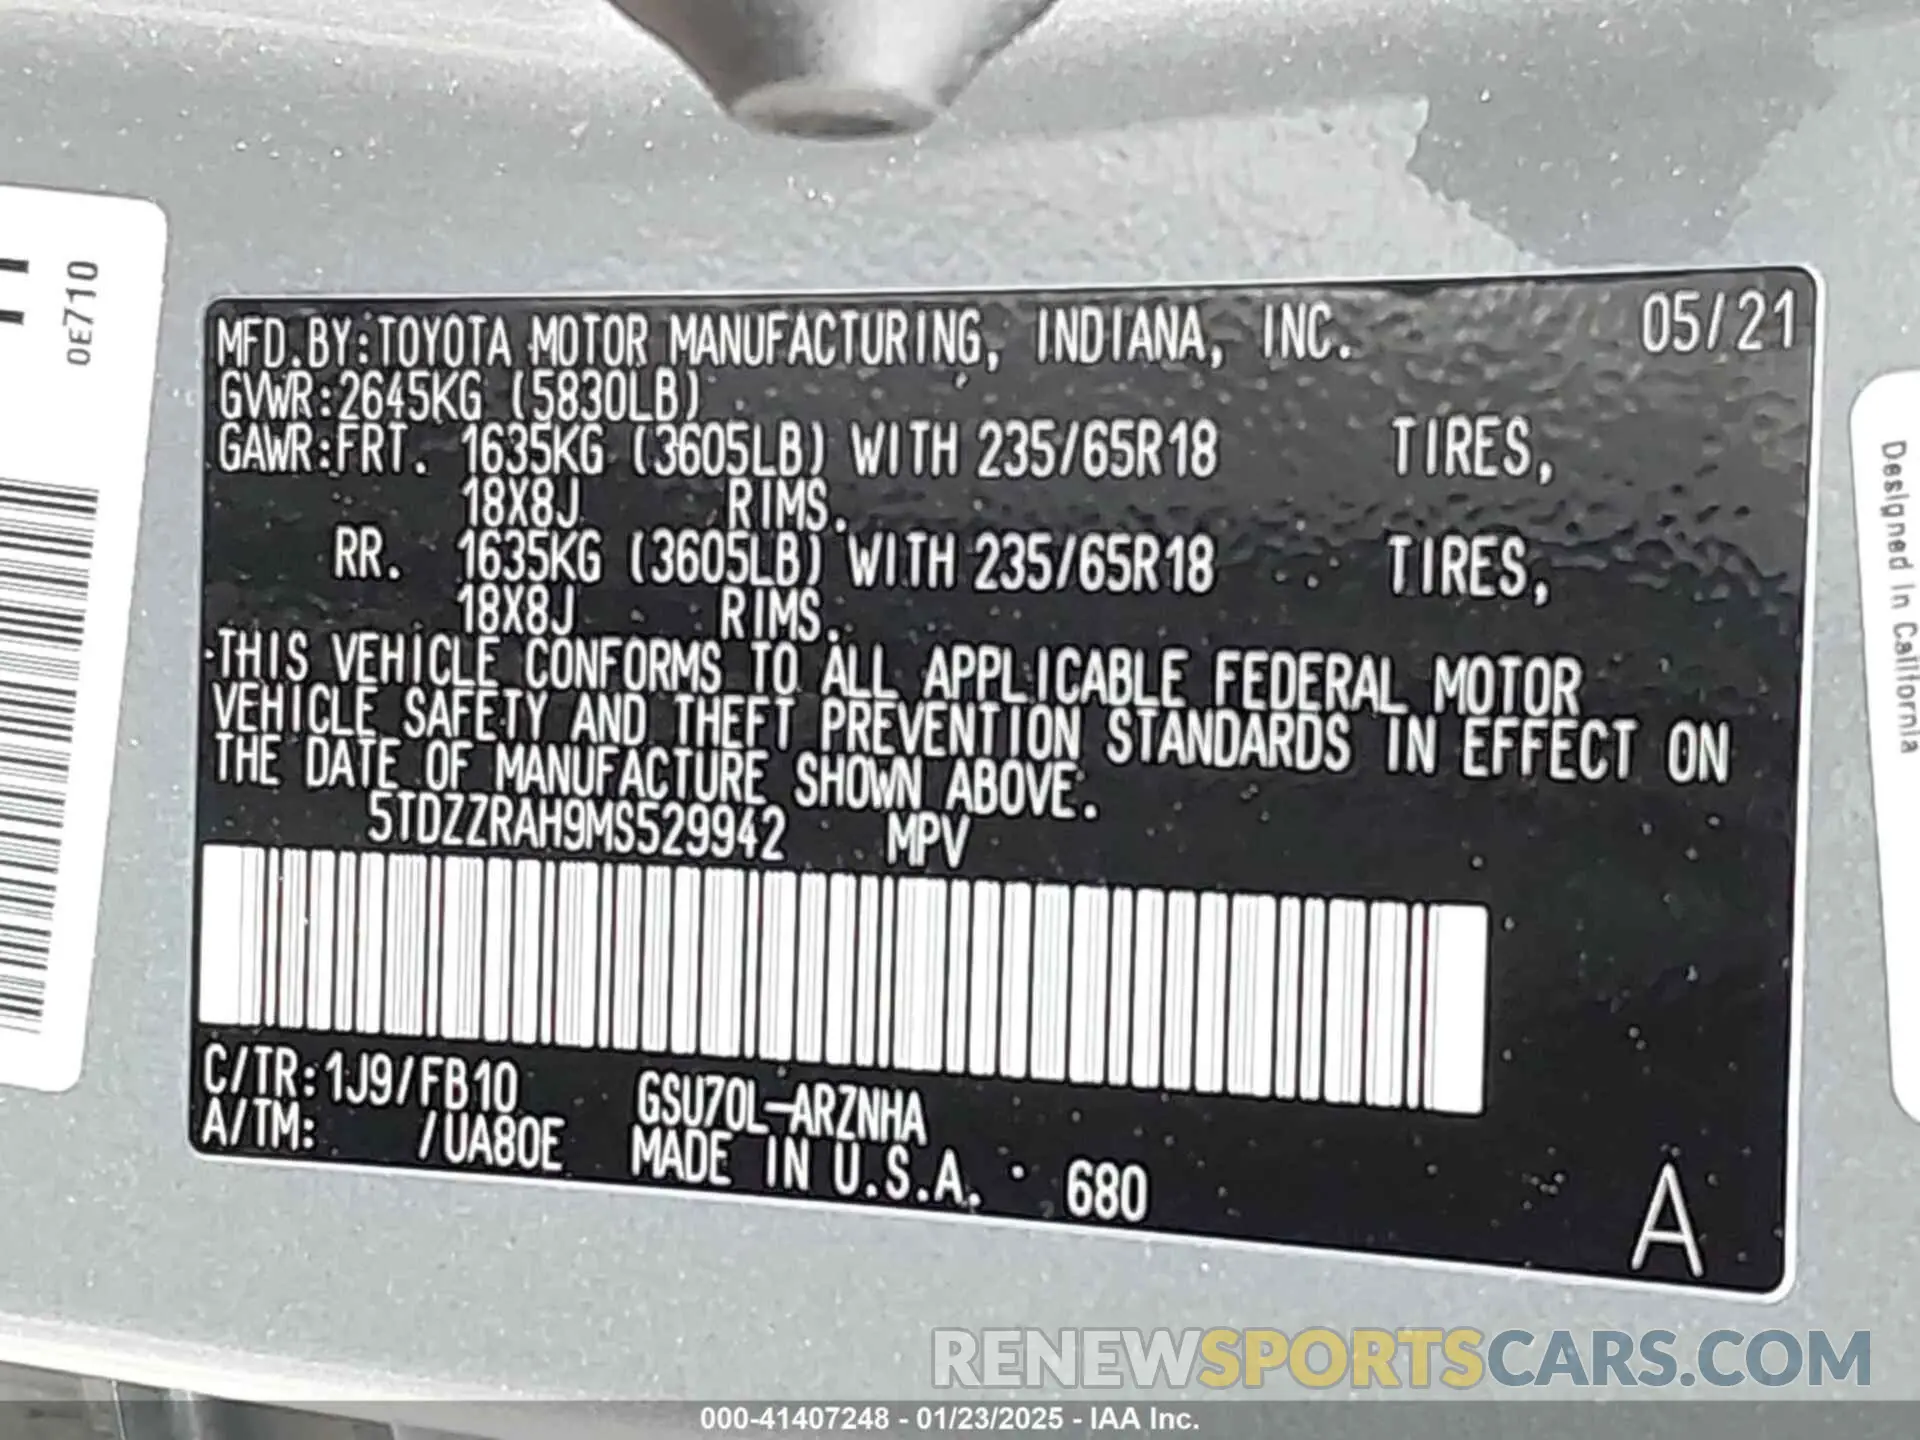 MFD.BY:TOYOTA MOTOR MANUFACTURING, INDIANA, INC. 05/21
GVWR:2645KG (5830LB)
GAWR:FRT. 1635KG (3605LB) WITH 235/65R18 TIRES,
18X8J RIMS.
RR. 1635KG (3605LB) WITH 235/65R18 TIRES,
18X8J RIMS.
THIS VEHICLE CONFORMS TO ALL APPLICABLE FEDERAL MOTOR
VEHICLE SAFETY AND THEFT PREVENTION STANDARDS IN EFFECT ON
THE DATE OF MANUFACTURE SHOWN ABOVE.
5TDZZRAH9MS529942 MPV
C/TR:1J9/FB10 GSU70L-ARZNHA
A/TM: /UA80E MADE IN U.S.A. 680
A
0E710
Designed in California
RENEWSPORTSCARS.COM
000-41407248 - 01/23/2025 - IAA Inc.